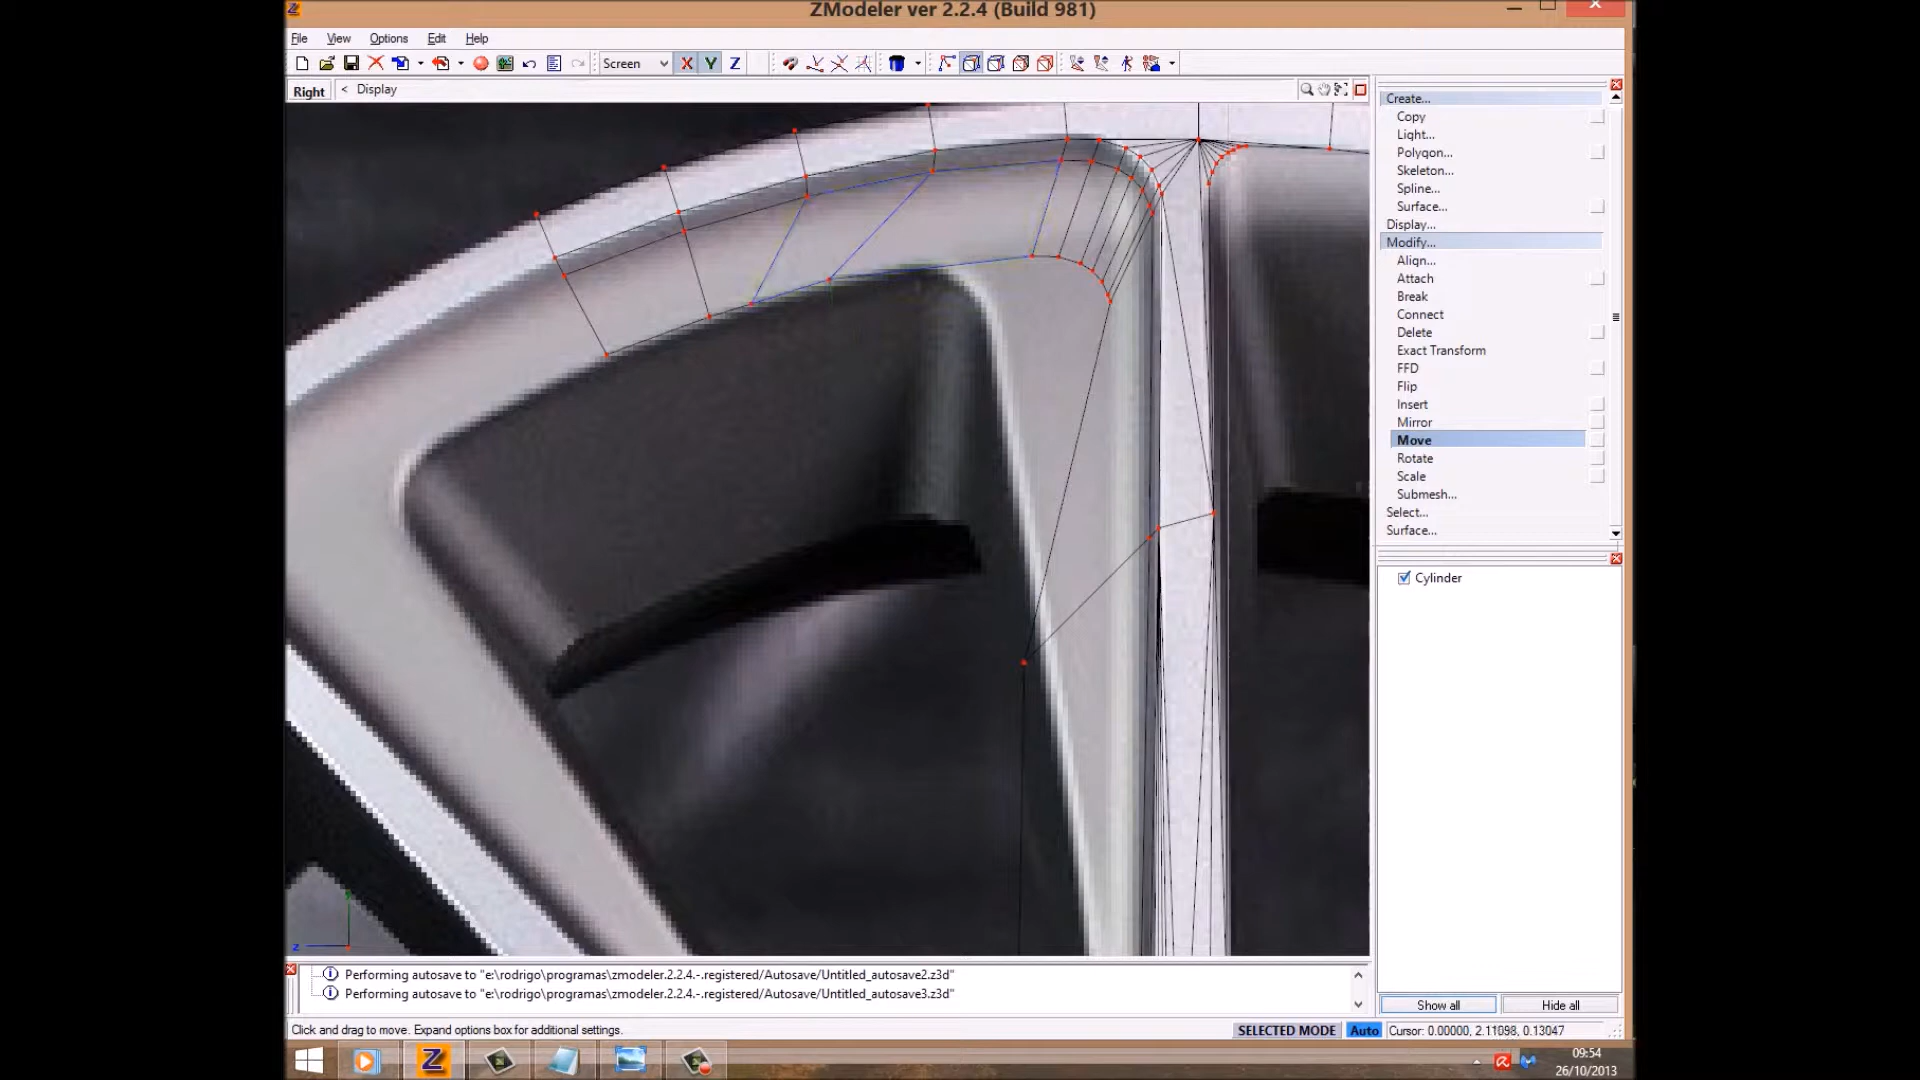 ZModeler ver 2.2.4 (Build 981)
File View Options Edit Help
Screen X Y Z
Right < Display
Create...
Copy
Light...
Polygon...
Skeleton...
Spline...
Surface...
Display...
Modify...
Align...
Attach
Break
Connect
Delete
Exact Transform
FFD
Flip
Insert
Mirror
Move
Rotate
Scale
Submesh...
Select...
Surface...
Cylinder
z
Show all Hide all
Performing autosave to "e:\rodrigo\programas\zmodeler.2.2.4.-.registered/Autosave/Untitled_autosave2.z3d"
Performing autosave to "e:\rodrigo\programas\zmodeler.2.2.4.-.registered/Autosave/Untitled_autosave3.z3d"
Click and drag to move. Expand options box for additional settings.
SELECTED MODE Auto Cursor: 0.00000, 2.11098, 0.13047
09:54
26/10/2013